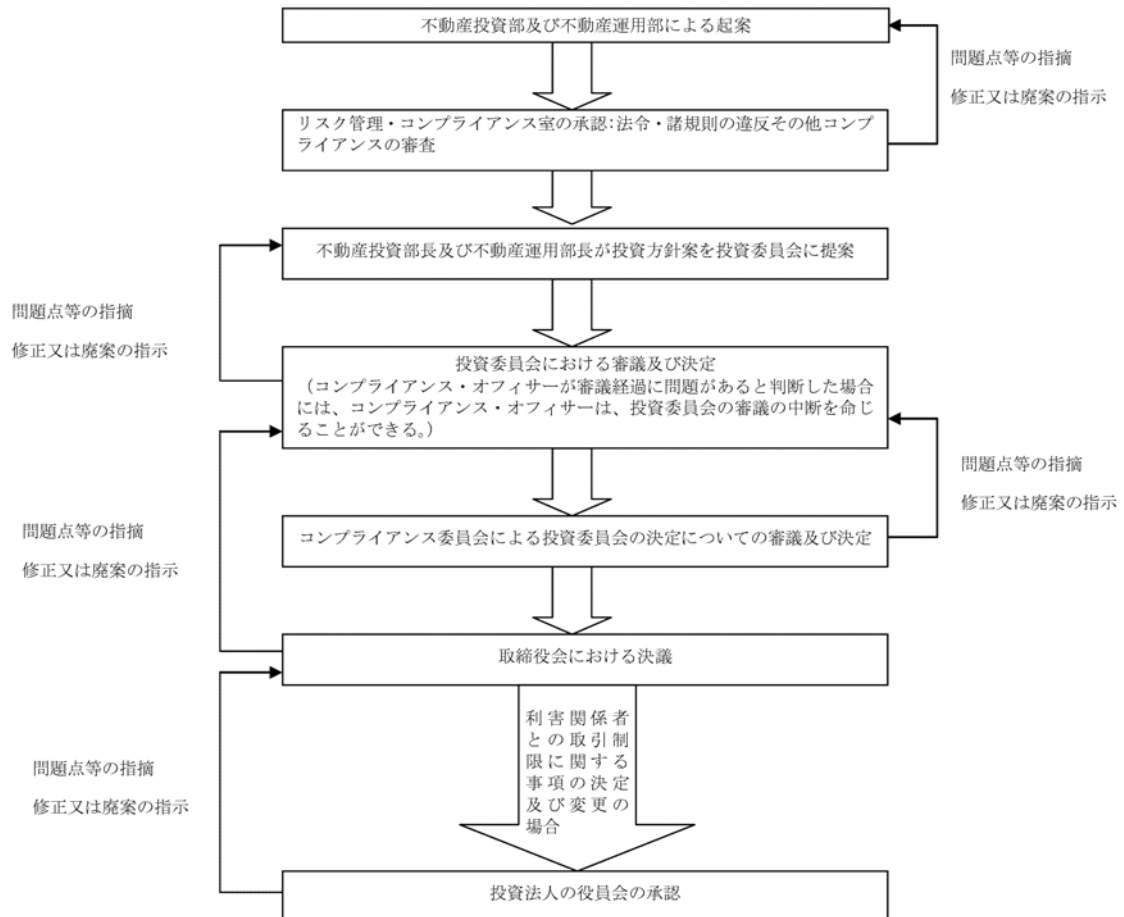 不動産投資部及び不動産運用部による起案
問題点等の指摘
修正又は廃案の指示
リスク管理・コンプライアンス室の承認:法令・諸規則の違反その他コンプ
ライアンスの審査
不動産投資部長及び不動産運用部長が投資方針案を投資委員会に提案
問題点等の指摘
修正又は廃案の指示
投資委員会における審議及び決定
（コンプライアンス・オフィサーが審議経過に問題があると判断した場合
には、コンプライアンス・オフィサーは、投資委員会の審議の中断を命じ
ることができる。）
問題点等の指摘
修正又は廃案の指示
問題点等の指摘
修正又は廃案の指示
コンプライアンス委員会による投資委員会の決定についての審議及び決定
取締役会における決議
利害関係者
との取引制
限に関する
事項の決定
及び変更の
場合
問題点等の指摘
修正又は廃案の指示
投資法人の役員会の承認